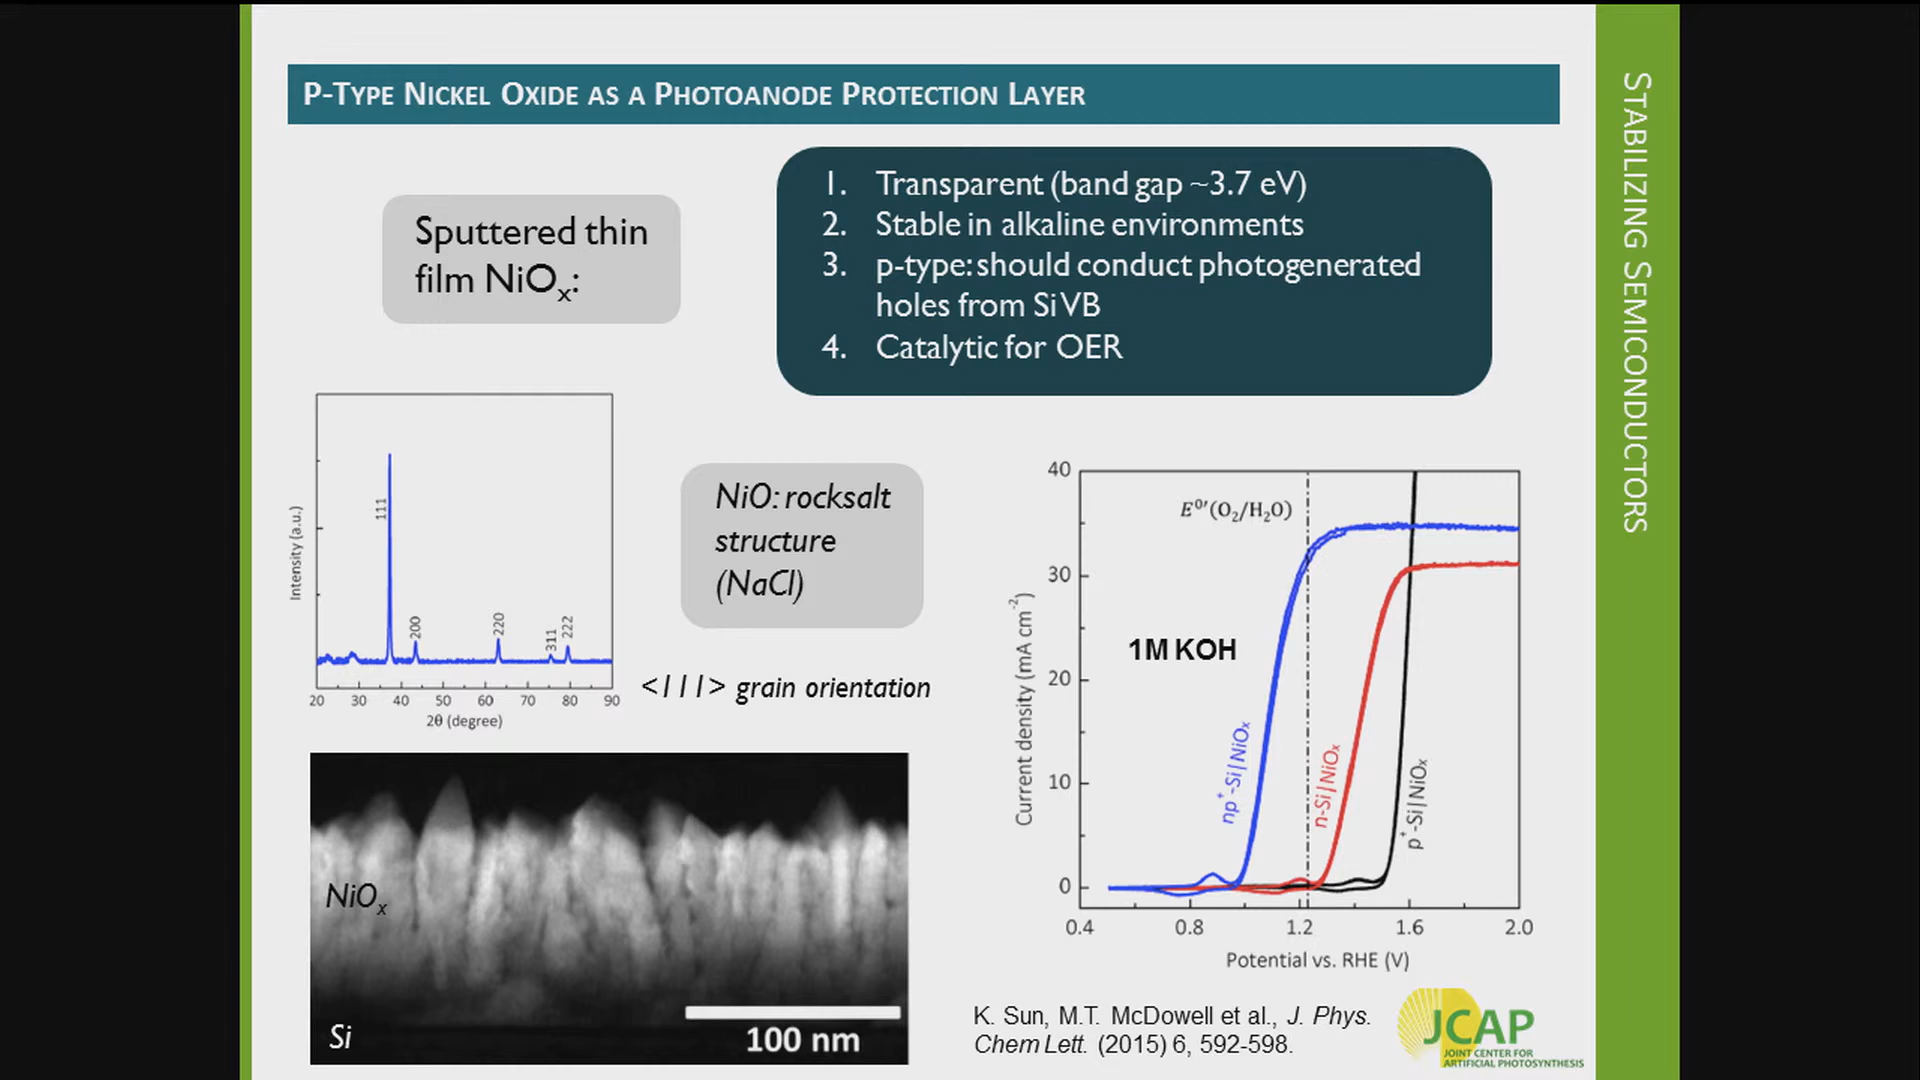 P-TYPE NICKEL OXIDE AS A PHOTOANODE PROTECTION LAYER
STABILIZING SEMICONDUCTORS
Sputtered thin
film NiOx:
1. Transparent (band gap ~3.7 eV)
2. Stable in alkaline environments
3. p-type: should conduct photogenerated
holes from Si VB
4. Catalytic for OER
Intensity (a.u.)
111
200
220
311
222
20 30 40 50 60 70 80 90
2θ (degree)
NiO: rocksalt
structure
(NaCl)
<111> grain orientation
NiOx
Si
100 nm
Current density (mA cm-2)
40
30
20
10
0
E0′(O2/H2O)
1M KOH
np+-Si|NiOx
n-Si|NiOx
p+-Si|NiOx
0.4 0.8 1.2 1.6 2.0
Potential vs. RHE (V)
K. Sun, M.T. McDowell et al., J. Phys.
Chem Lett. (2015) 6, 592-598.
JCAP
JOINT CENTER FOR
ARTIFICIAL PHOTOSYNTHESIS